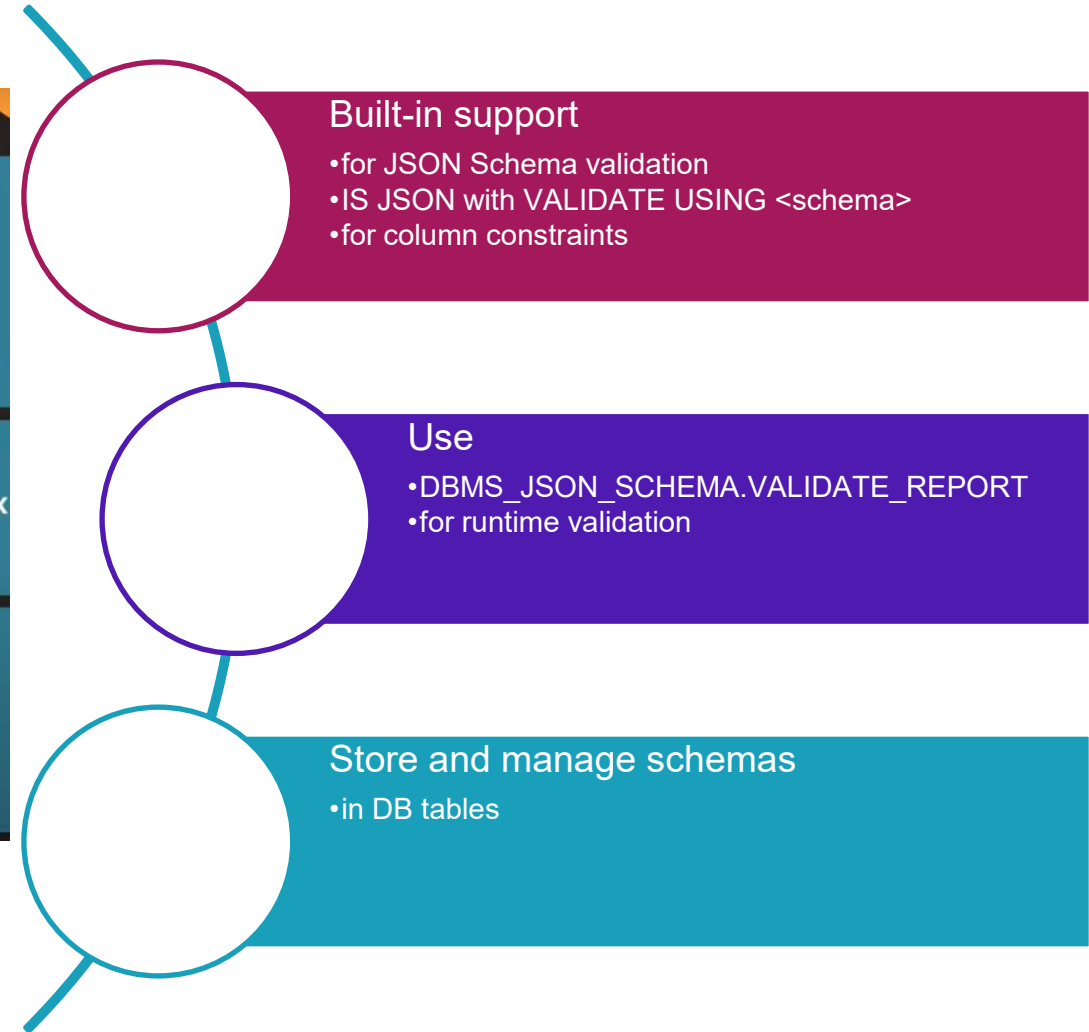 Built-in support
•for JSON Schema validation
•IS JSON with VALIDATE USING <schema>
•for column constraints
Use
•DBMS_JSON_SCHEMA.VALIDATE_REPORT
•for runtime validation
Store and manage schemas
•in DB tables